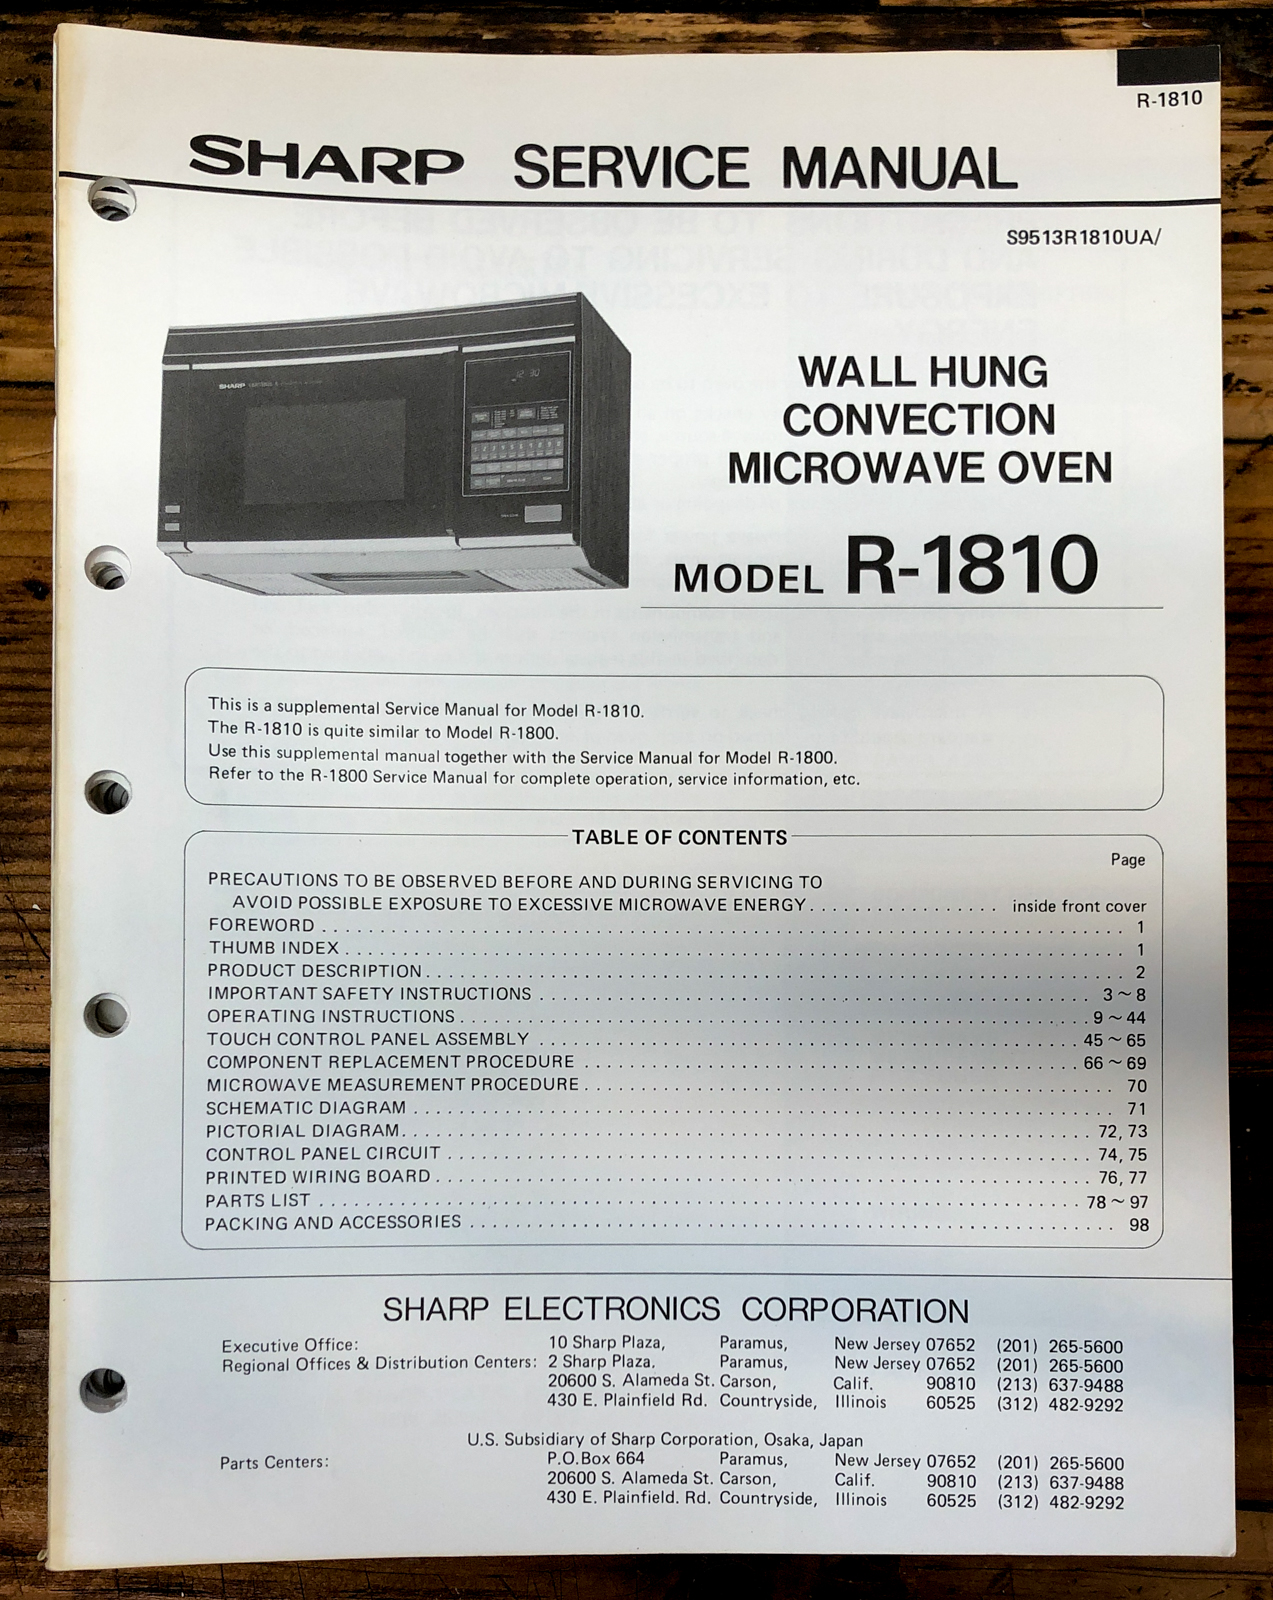 R-1810
SHARP SERVICE MANUAL
S9513R1810UA/
SHARP
12 30
WALL HUNG
CONVECTION
MICROWAVE OVEN
MODEL R-1810
This is a supplemental Service Manual for Model R-1810.
The R-1810 is quite similar to Model R-1800.
Use this supplemental manual together with the Service Manual for Model R-1800.
Refer to the R-1800 Service Manual for complete operation, service information, etc.
TABLE OF CONTENTS
Page
PRECAUTIONS TO BE OBSERVED BEFORE AND DURING SERVICING TO
AVOID POSSIBLE EXPOSURE TO EXCESSIVE MICROWAVE ENERGY. . . . . . . . . . . . . . . . . inside front cover
FOREWORD . . . . . . . . . . . . . . . . . . . . 1
THUMB INDEX . . . . . . . . . . . . . . . . . . . . 1
PRODUCT DESCRIPTION . . . . . . . . . . . . . . . . . . . . 2
IMPORTANT SAFETY INSTRUCTIONS . . . . . . . . . . . . . . . . . . . . 3 ~ 8
OPERATING INSTRUCTIONS . . . . . . . . . . . . . . . . . . . . 9 ~ 44
TOUCH CONTROL PANEL ASSEMBLY . . . . . . . . . . . . . . . . . . . . 45 ~ 65
COMPONENT REPLACEMENT PROCEDURE . . . . . . . . . . . . . . . . . . . . 66 ~ 69
MICROWAVE MEASUREMENT PROCEDURE . . . . . . . . . . . . . . . . . . . . 70
SCHEMATIC DIAGRAM . . . . . . . . . . . . . . . . . . . . 71
PICTORIAL DIAGRAM . . . . . . . . . . . . . . . . . . . . 72, 73
CONTROL PANEL CIRCUIT . . . . . . . . . . . . . . . . . . . . 74, 75
PRINTED WIRING BOARD . . . . . . . . . . . . . . . . . . . . 76, 77
PARTS LIST . . . . . . . . . . . . . . . . . . . . 78 ~ 97
PACKING AND ACCESSORIES . . . . . . . . . . . . . . . . . . . . 98
SHARP ELECTRONICS CORPORATION
Executive Office: 10 Sharp Plaza, Paramus, New Jersey 07652 (201) 265-5600
Regional Offices & Distribution Centers: 2 Sharp Plaza. Paramus, New Jersey 07652 (201) 265-5600
20600 S. Alameda St. Carson, Calif. 90810 (213) 637-9488
430 E. Plainfield Rd. Countryside, Illinois 60525 (312) 482-9292
U.S. Subsidiary of Sharp Corporation, Osaka, Japan
Parts Centers: P.O.Box 664 Paramus, New Jersey 07652 (201) 265-5600
20600 S. Alameda St. Carson, Calif. 90810 (213) 637-9488
430 E. Plainfield. Rd. Countryside, Illinois 60525 (312) 482-9292